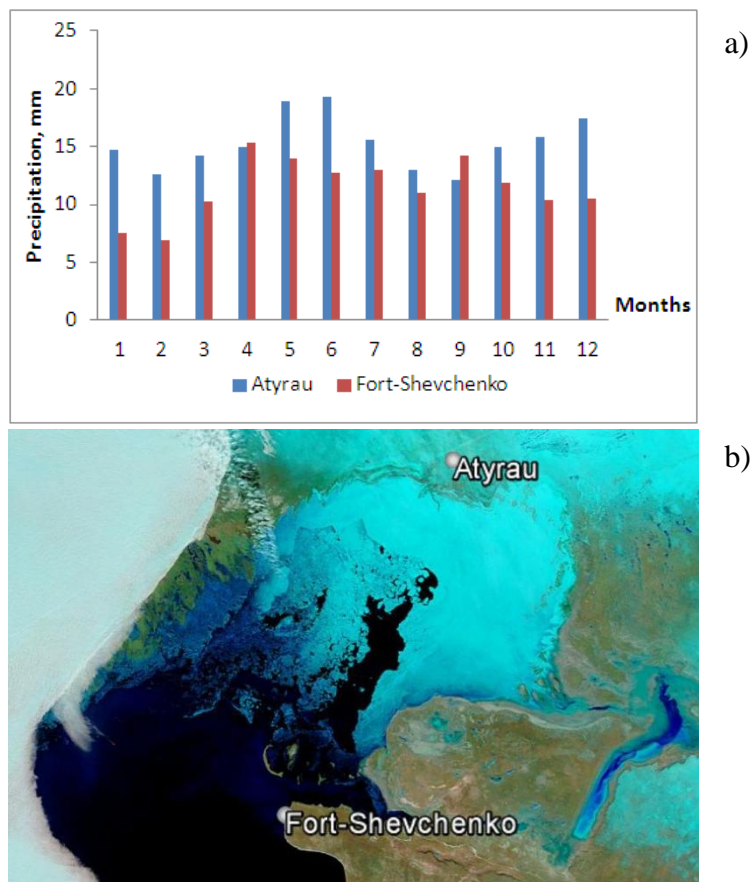 a)
25
20
15
10
5
0
Precipitation, mm
Months
1 2 3 4 5 6 7 8 9 10 11 12
Atyrau Fort-Shevchenko
b)
Atyrau
Fort-Shevchenko